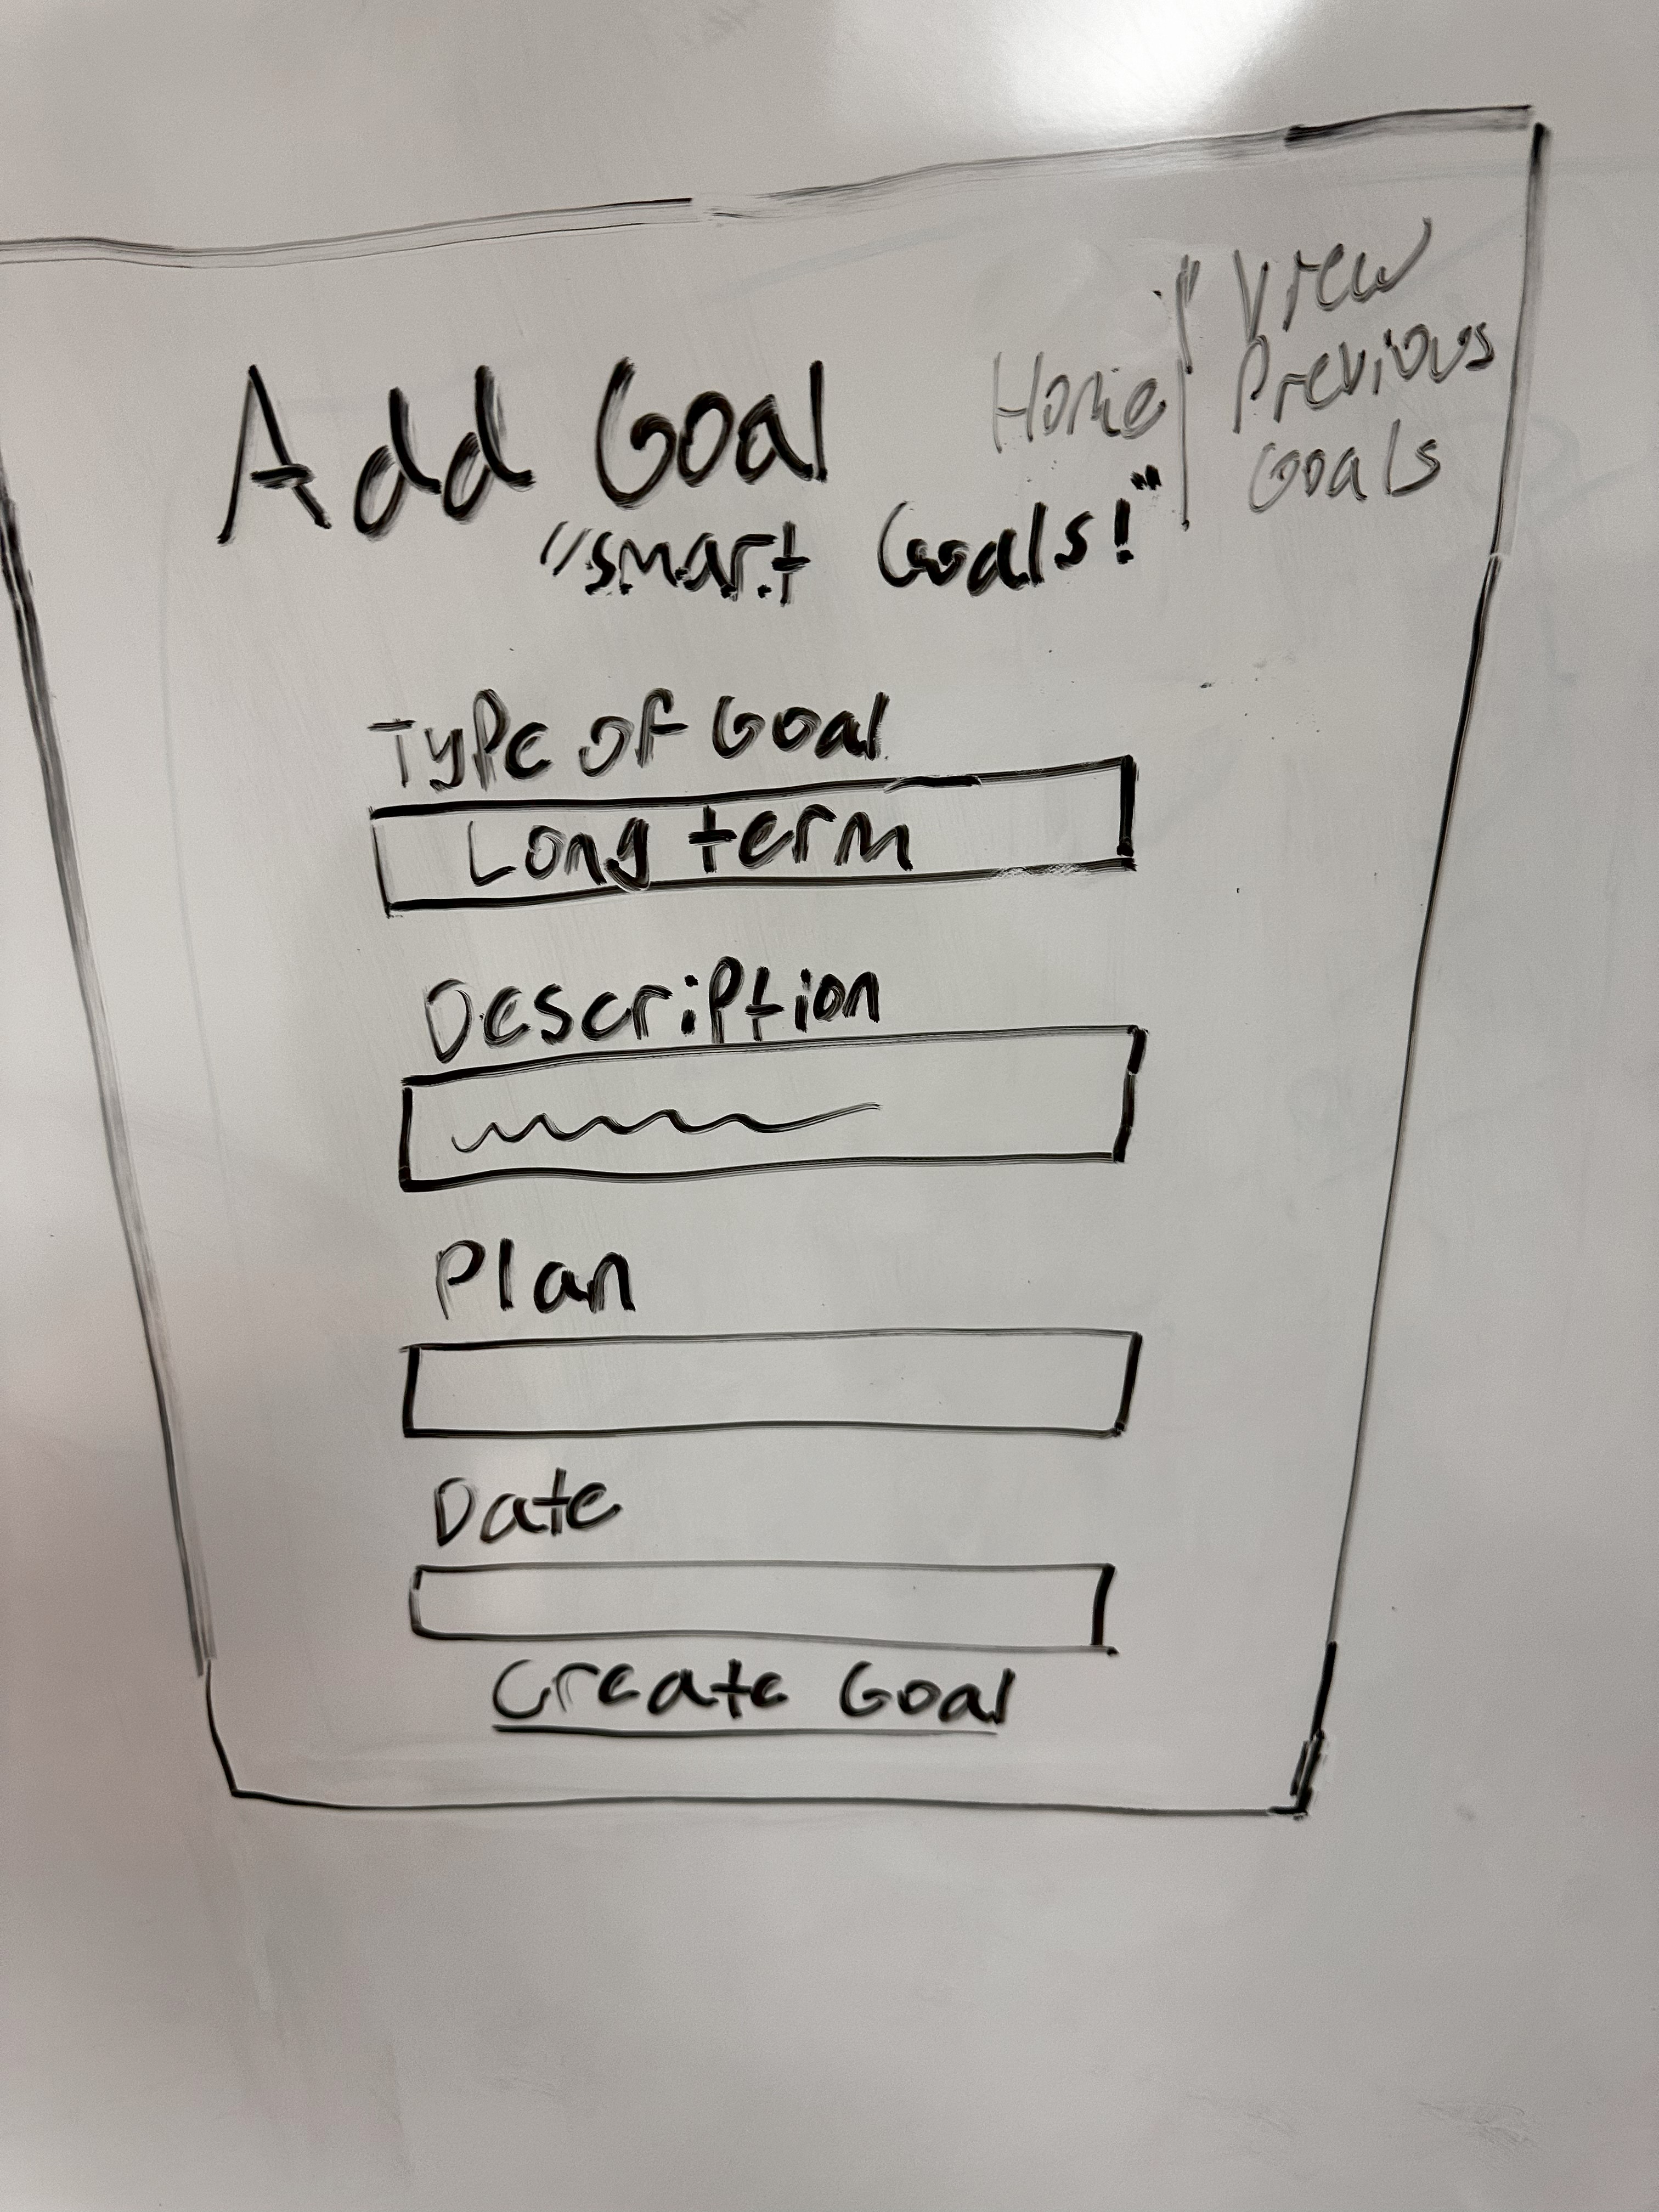 Add Goal
"smart Goals!"
Home | View
Previous
Goals
Type of Goal
Long term
Description
Plan
Date
Create Goal